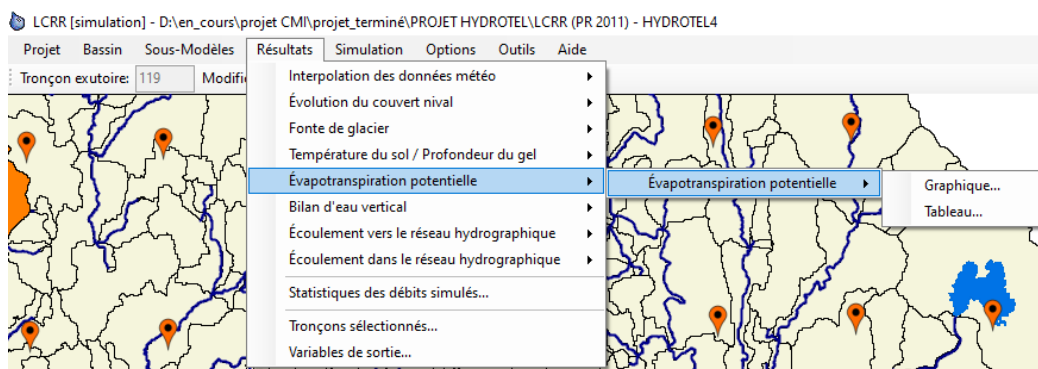 LCRR [simulation] - D:\en_cours\projet CMI\projet_terminé\PROJET HYDROTEL\LCRR (PR 2011) - HYDROTEL4
Projet Bassin Sous-Modèles Résultats Simulation Options Outils Aide
Tronçon exutoire: 119 Modifi
Interpolation des données météo
Évolution du couvert nival
Fonte de glacier
Température du sol / Profondeur du gel
Évapotranspiration potentielle
Évapotranspiration potentielle
Graphique...
Tableau...
Bilan d'eau vertical
Écoulement vers le réseau hydrographique
Écoulement dans le réseau hydrographique
Statistiques des débits simulés...
Tronçons sélectionnés...
Variables de sortie...